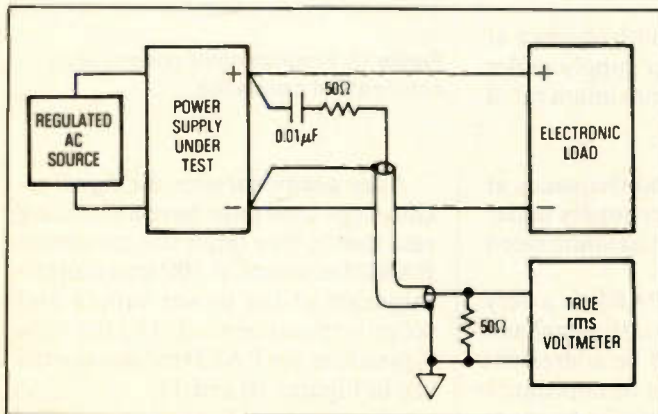 REGULATED
AC
SOURCE
POWER
SUPPLY
UNDER
TEST
+
−
50Ω
0.01μF
+
ELECTRONIC
LOAD
−
50Ω
TRUE
rms
VOLTMETER